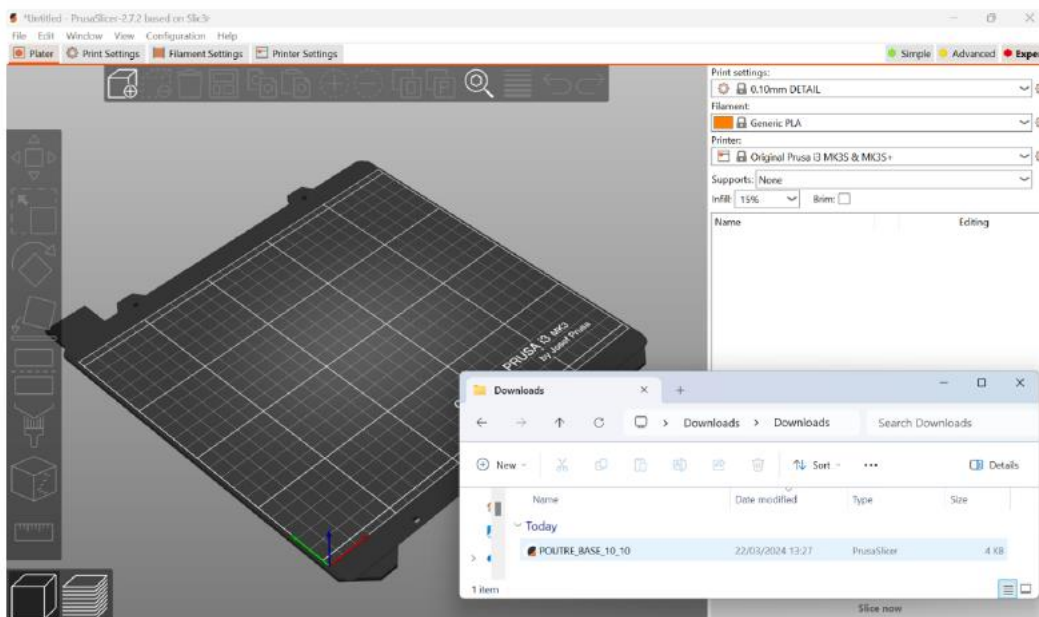 *Untitled - PrusaSlicer-2.7.2 based on Slic3r
File Edit Window View Configuration Help
Plater Print Settings Filament Settings Printer Settings Simple Advanced Expe
Print settings:
0.10mm DETAIL
Filament:
Generic PLA
Printer:
Original Prusa i3 MK3S & MK3S+
Supports: None
Infill: 15% Brim:
Name Editing
PRUSA i3 MK3
by Josef Prusa
Downloads
Downloads > Downloads Search Downloads
New Sort Details
Name Date modified Type Size
Today
POUTRE_BASE_10_10 22/03/2024 13:27 PrusaSlicer 4 KB
1 item
Slice now